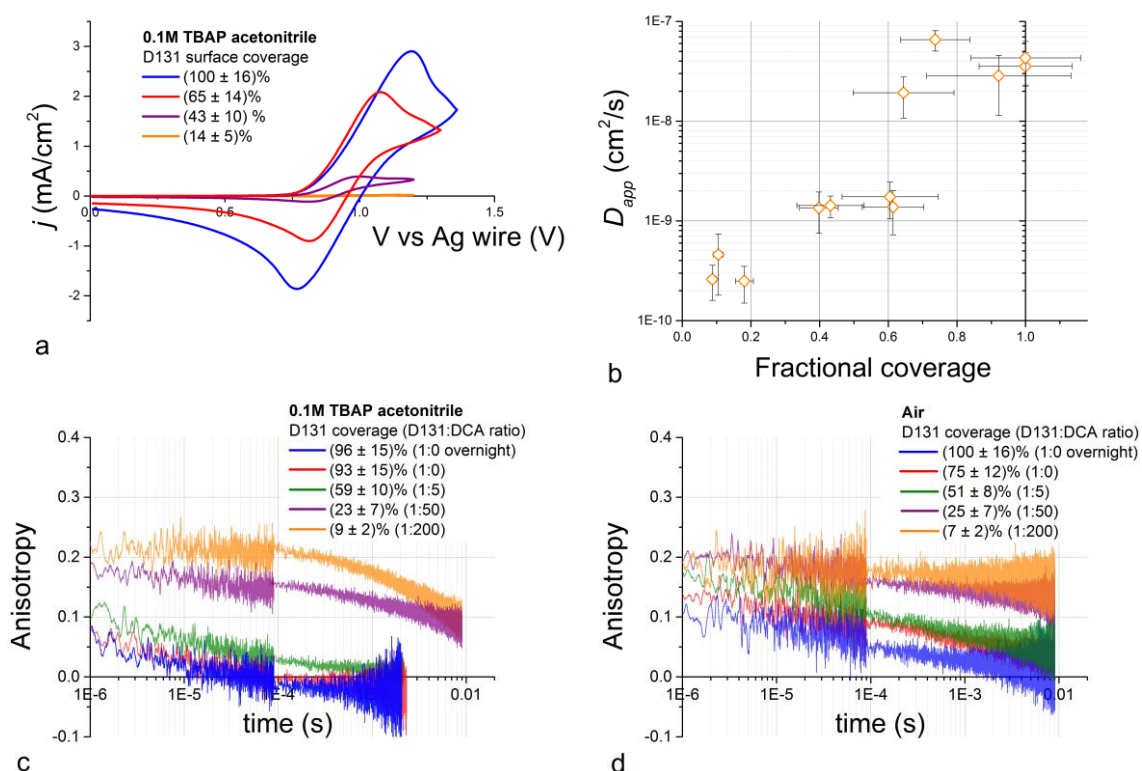 0.1M TBAP acetonitrile
D131 surface coverage
(100 ± 16)%
(65 ± 14)%
(43 ± 10) %
(14 ± 5)%
3
2
1
0
-1
-2
0.0
0.5
1.0
1.5
j (mA/cm²)
V vs Ag wire (V)
a
1E-7
1E-8
1E-9
1E-10
D_app (cm²/s)
0.0 0.2 0.4 0.6 0.8 1.0
Fractional coverage
b
0.1M TBAP acetonitrile
D131 coverage (D131:DCA ratio)
(96 ± 15)% (1:0 overnight)
(93 ± 15)% (1:0)
(59 ± 10)% (1:5)
(23 ± 7)% (1:50)
(9 ± 2)% (1:200)
0.4
0.3
0.2
0.1
0.0
-0.1
Anisotropy
1E-6 1E-5 1E-4 0.01
time (s)
c
Air
D131 coverage (D131:DCA ratio)
(100 ± 16)% (1:0 overnight)
(75 ± 12)% (1:0)
(51 ± 8)% (1:5)
(25 ± 7)% (1:50)
(7 ± 2)% (1:200)
0.4
0.3
0.2
0.1
0.0
-0.1
Anisotropy
1E-6 1E-5 1E-4 1E-3 0.01
time (s)
d